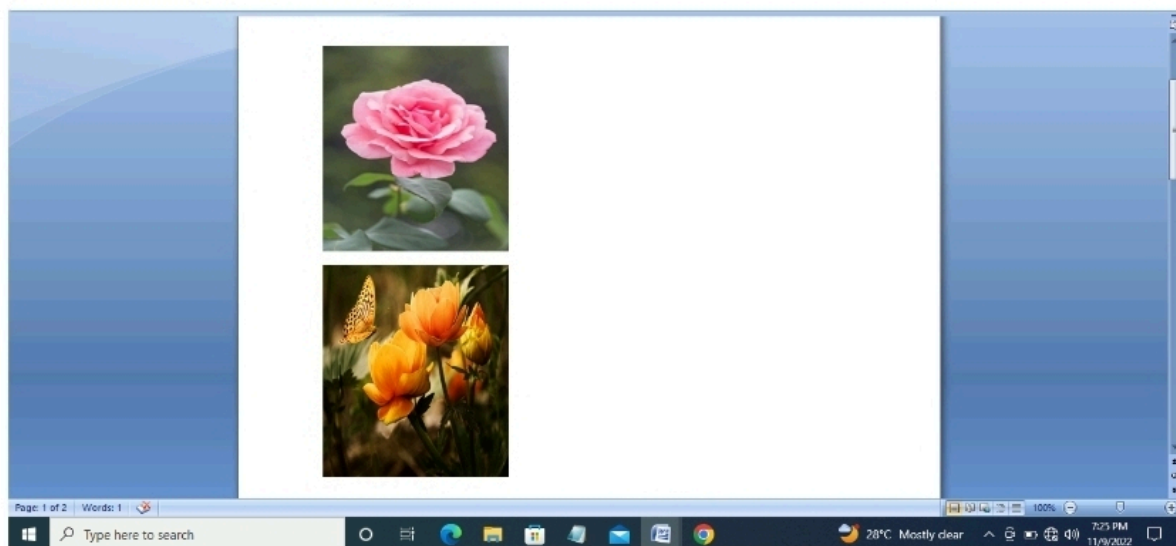 Page: 1 of 2 Words: 1 100%
Type here to search 28°C Mostly clear 7:25 PM
11/9/2022